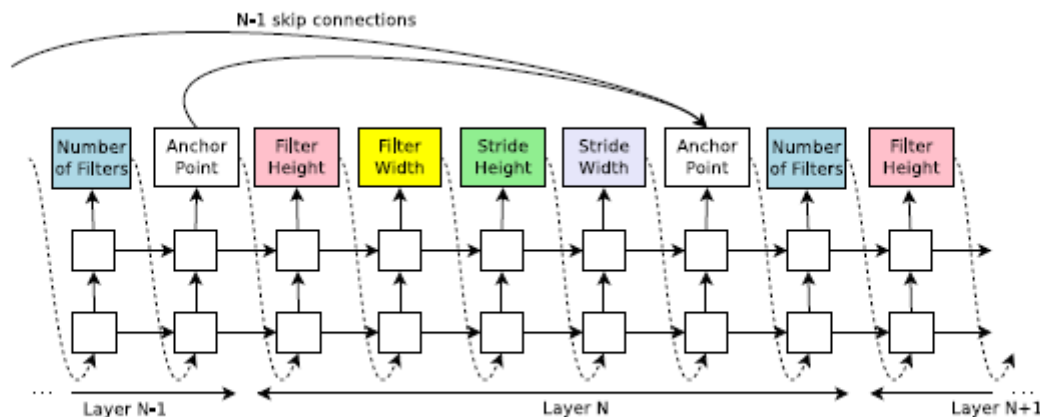 N-1 skip connections
Number
of Filters
Anchor
Point
Filter
Height
Filter
Width
Stride
Height
Stride
Width
Anchor
Point
Number
of Filters
Filter
Height
...
Layer N-1
Layer N
Layer N+1
...